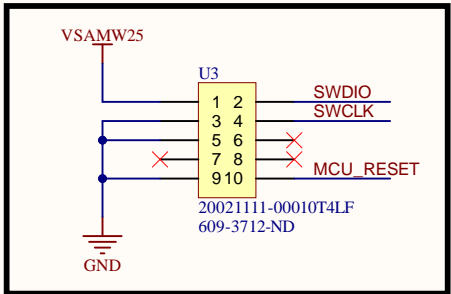 VSAMW25
U3
1 2 SWDIO
3 4 SWCLK
5 6
7 8
9 10 MCU_RESET
20021111-00010T4LF
609-3712-ND
GND